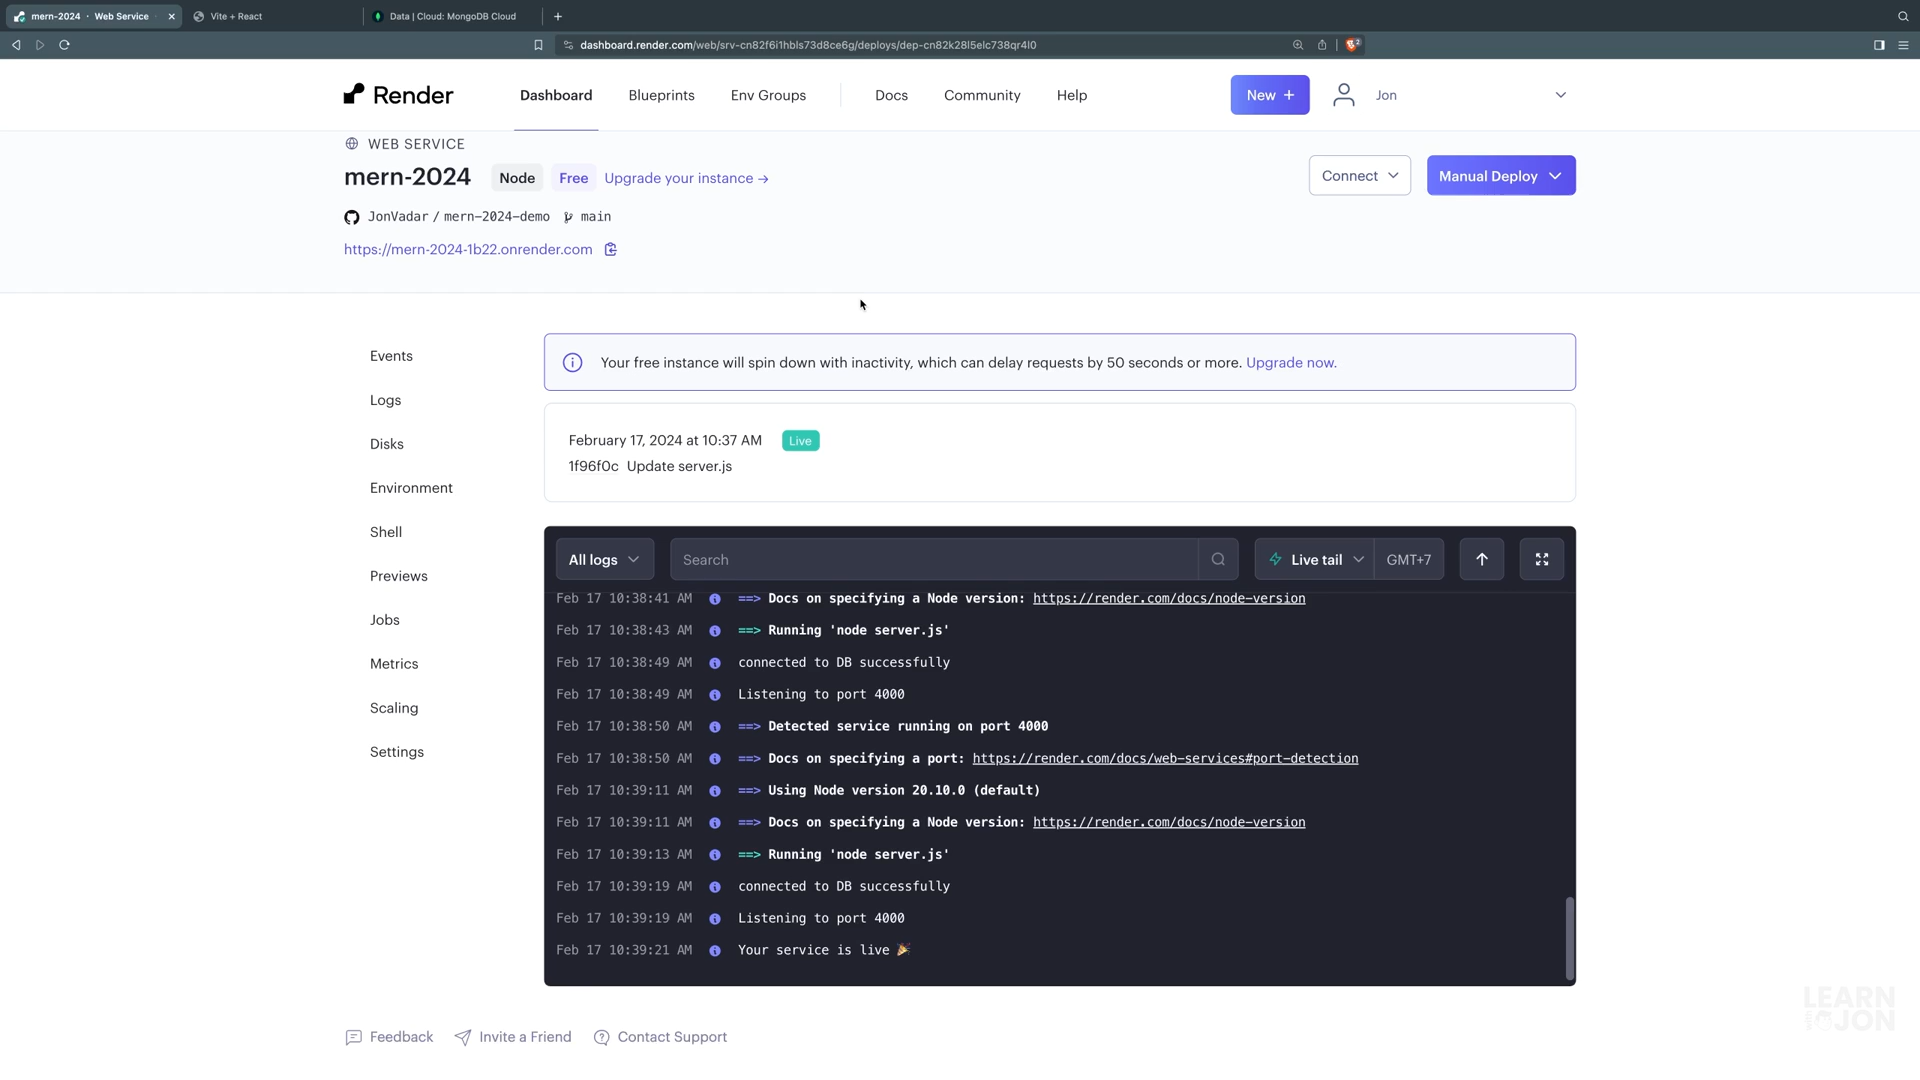 mern-2024 · Web Service
Vite + React
Data | Cloud: MongoDB Cloud
dashboard.render.com/web/srv-cn82f6i1hbls73d8ce6g/deploys/dep-cn82k28l5elc738qr4l0
2
Render
Dashboard
Blueprints
Env Groups
Docs
Community
Help
New +
Jon
WEB SERVICE
mern-2024
Node
Free
Upgrade your instance →
Connect
Manual Deploy
JonVadar / mern-2024-demo main
https://mern-2024-1b22.onrender.com
Events
Logs
Disks
Environment
Shell
Previews
Jobs
Metrics
Scaling
Settings
Your free instance will spin down with inactivity, which can delay requests by 50 seconds or more. Upgrade now.
February 17, 2024 at 10:37 AM Live
1f96f0c Update server.js
All logs
Search
Live tail
GMT+7
Feb 17 10:38:41 AM ==> Docs on specifying a Node version: https://render.com/docs/node-version
Feb 17 10:38:43 AM ==> Running 'node server.js'
Feb 17 10:38:49 AM connected to DB successfully
Feb 17 10:38:49 AM Listening to port 4000
Feb 17 10:38:50 AM ==> Detected service running on port 4000
Feb 17 10:38:50 AM ==> Docs on specifying a port: https://render.com/docs/web-services#port-detection
Feb 17 10:39:11 AM ==> Using Node version 20.10.0 (default)
Feb 17 10:39:11 AM ==> Docs on specifying a Node version: https://render.com/docs/node-version
Feb 17 10:39:13 AM ==> Running 'node server.js'
Feb 17 10:39:19 AM connected to DB successfully
Feb 17 10:39:19 AM Listening to port 4000
Feb 17 10:39:21 AM Your service is live 🎉
Feedback
Invite a Friend
Contact Support
LEARN
JON